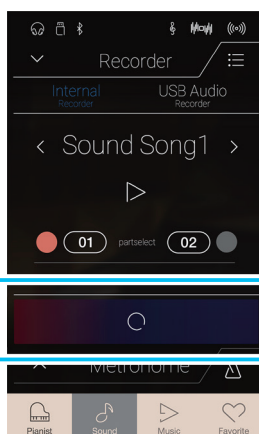 Recorder
Internal
Recorder
USB Audio
Recorder
Sound Song1
01 partselect 02
Metronome
Pianist Sound Music Favorite